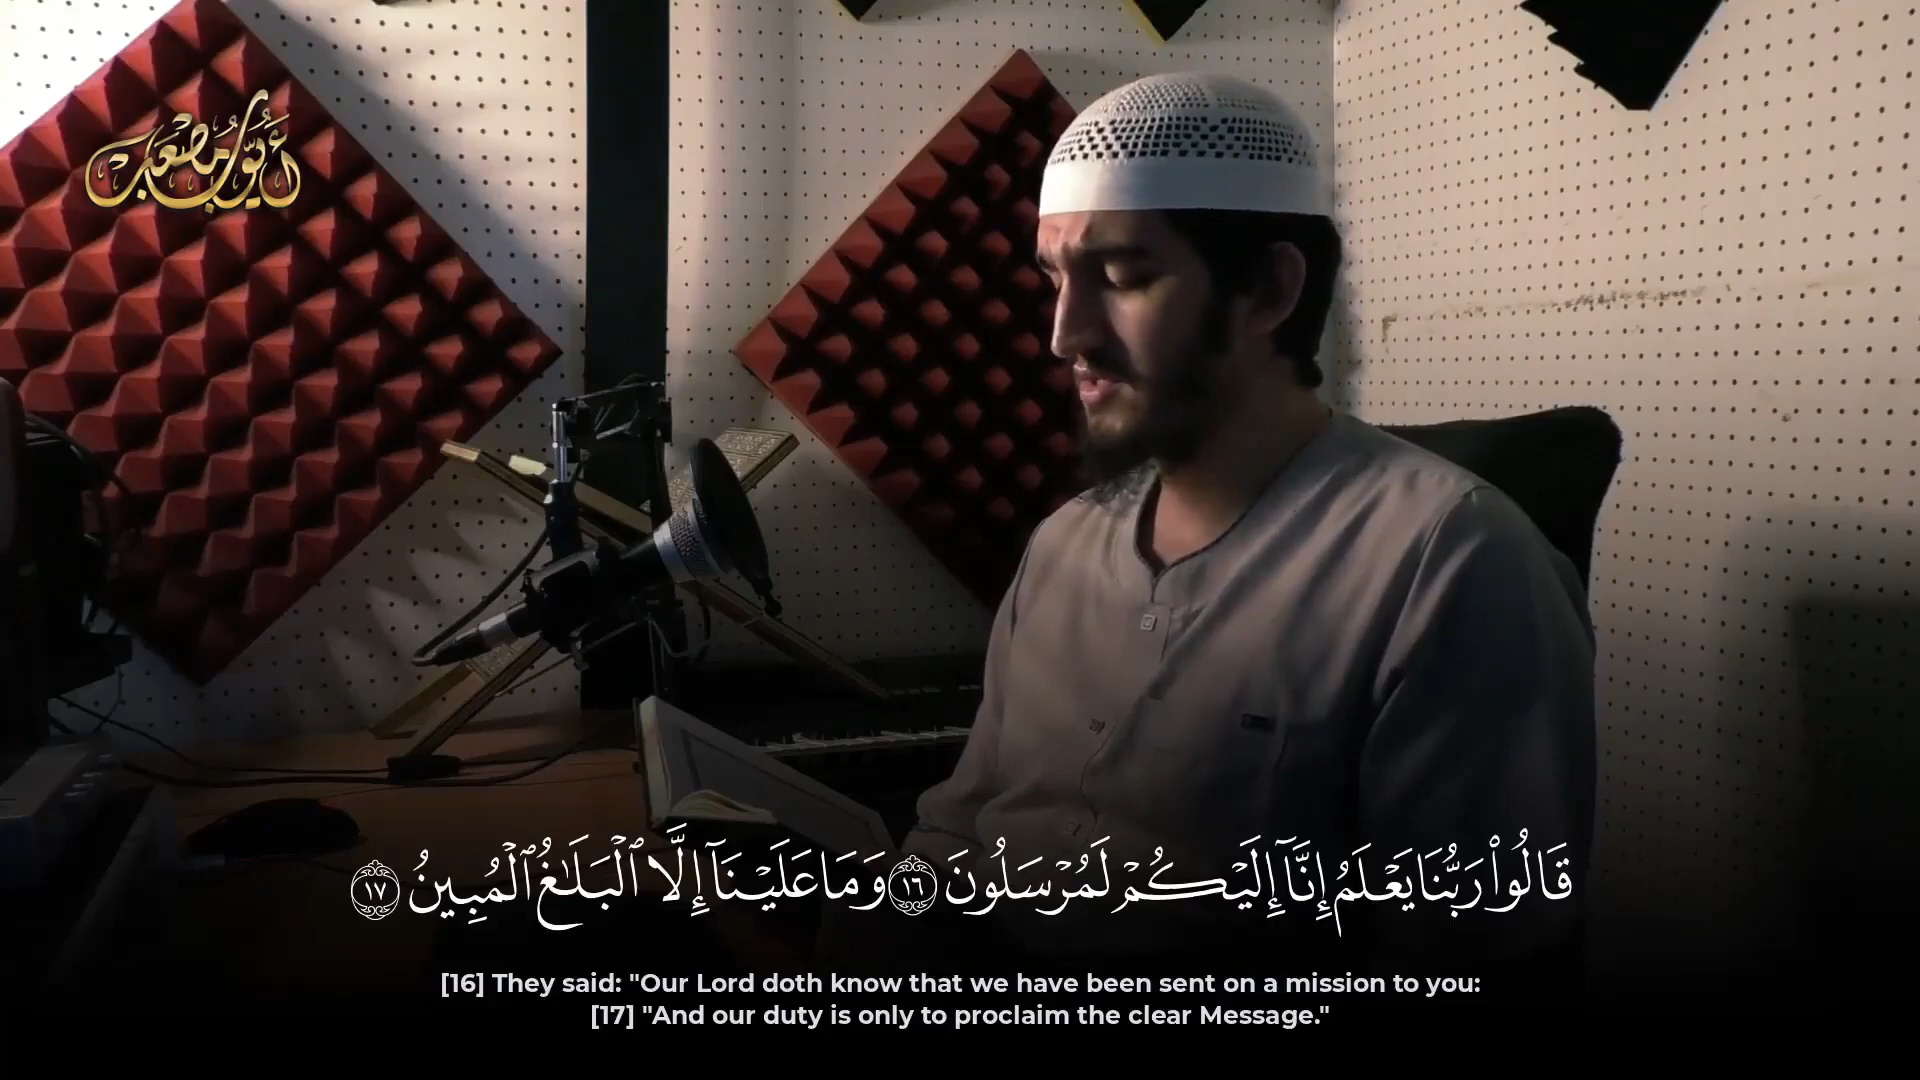 أيوب مصعب
قَالُوا۟ رَبُّنَا يَعْلَمُ إِنَّآ إِلَيْكُمْ لَمُرْسَلُونَ ١٦ وَمَا عَلَيْنَآ إِلَّا ٱلْبَلَٰغُ ٱلْمُبِينُ ١٧
[16] They said: "Our Lord doth know that we have been sent on a mission to you:
[17] "And our duty is only to proclaim the clear Message."